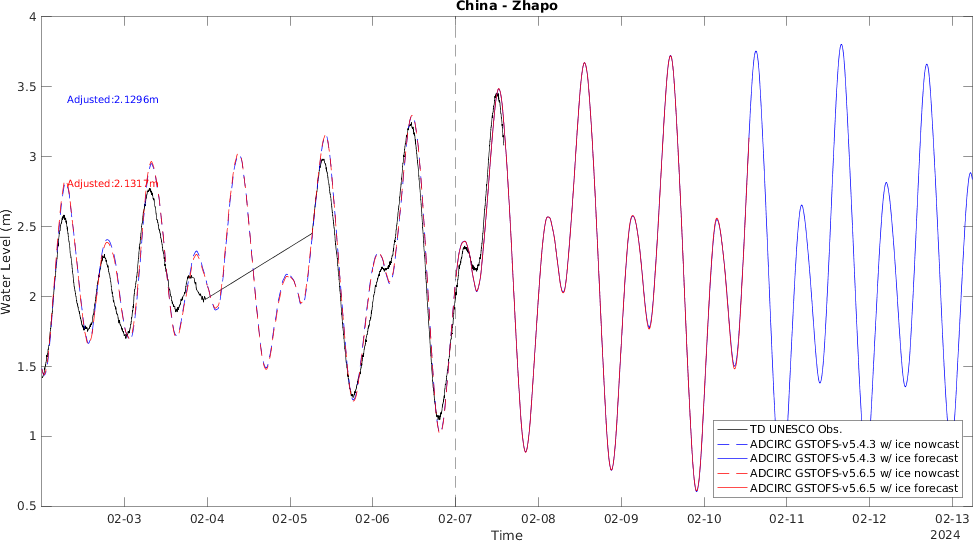 China - Zhapo
4
3.5
3
2.5
2
1.5
1
0.5
Water Level (m)
Adjusted:2.1296m
Adjusted:2.1317m
TD UNESCO Obs.
ADCIRC GSTOFS-v5.4.3 w/ ice nowcast
ADCIRC GSTOFS-v5.4.3 w/ ice forecast
ADCIRC GSTOFS-v5.6.5 w/ ice nowcast
ADCIRC GSTOFS-v5.6.5 w/ ice forecast
02-03 02-04 02-05 02-06 02-07 02-08 02-09 02-10 02-11 02-12 02-13
2024
Time